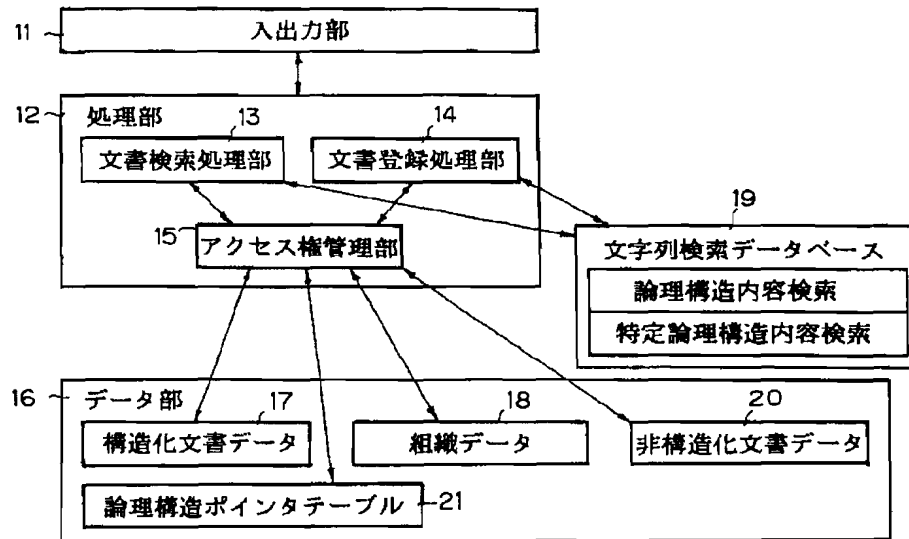 11
入出力部
12
処理部
13
14
文書検索処理部
文書登録処理部
15
アクセス権管理部
19
文字列検索データベース
論理構造内容検索
特定論理構造内容検索
16
データ部
17
18
20
構造化文書データ
組織データ
非構造化文書データ
論理構造ポインタテーブル
21